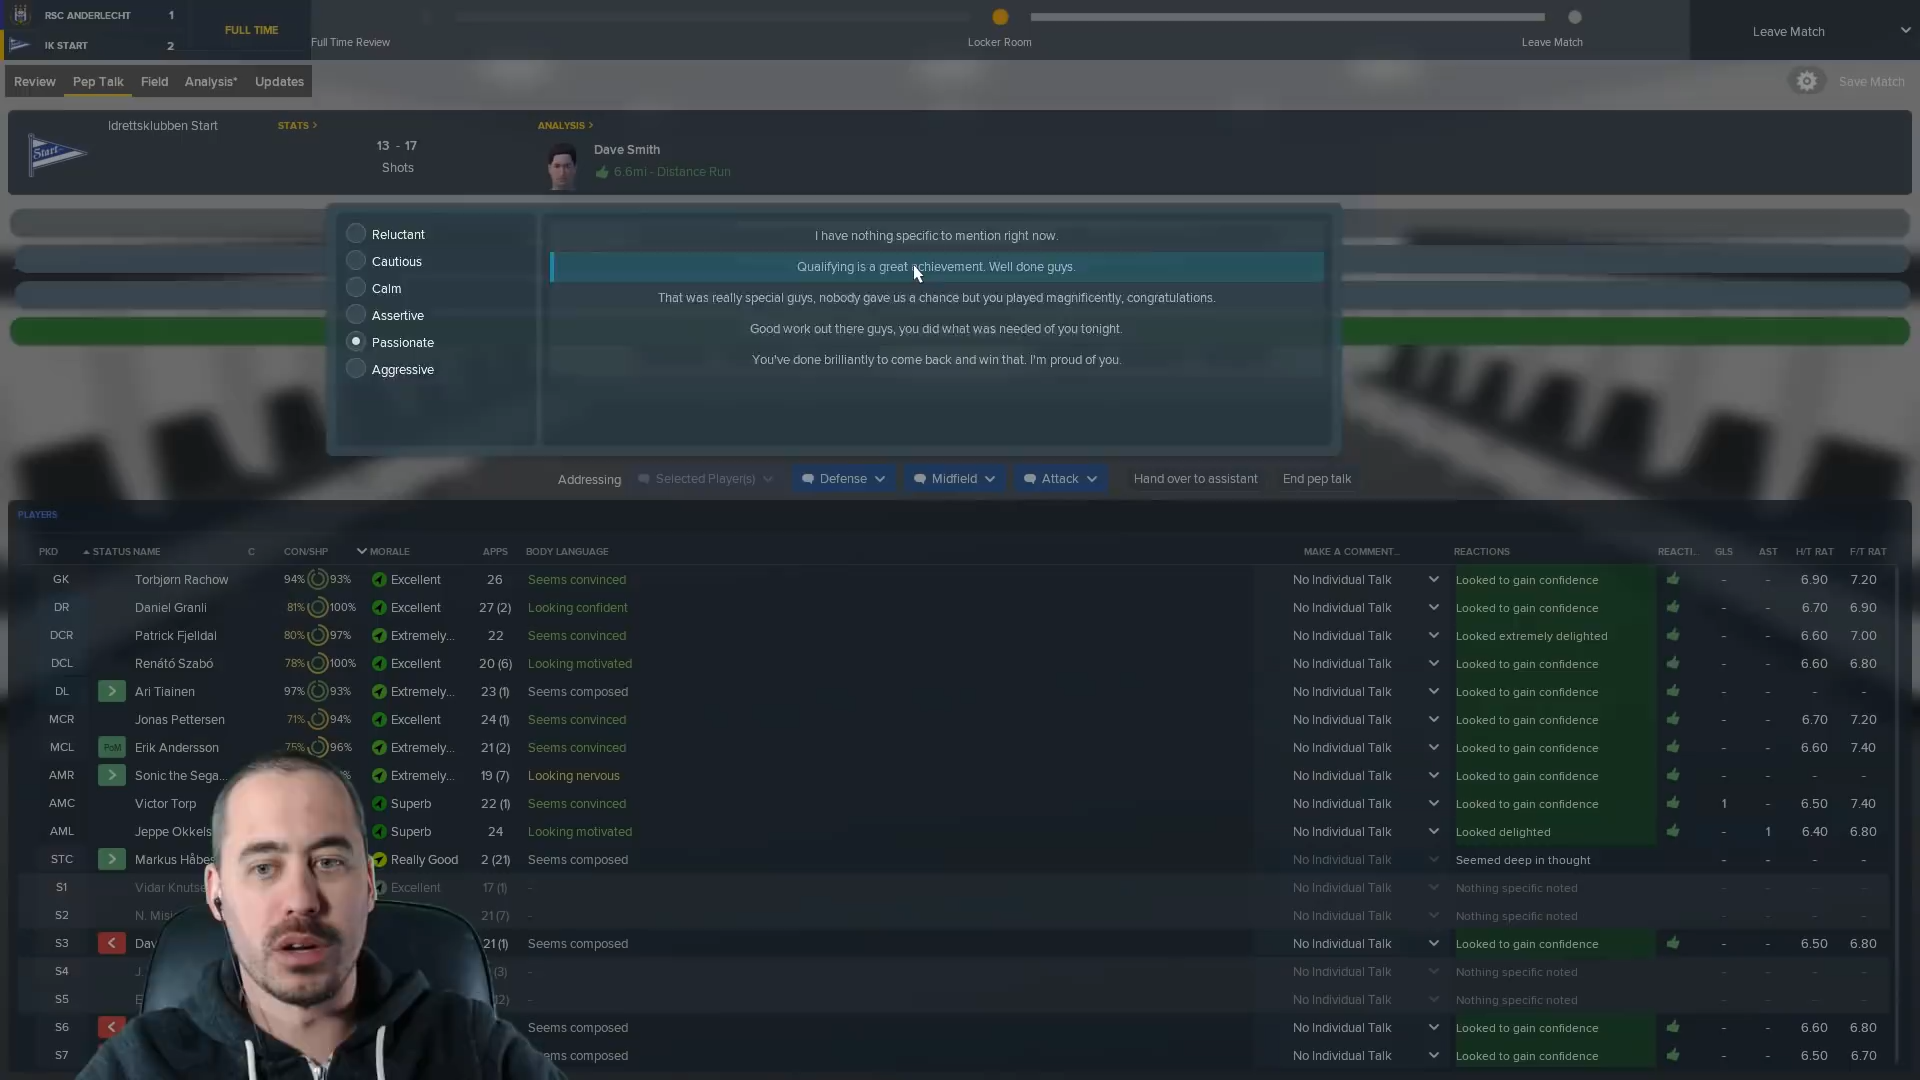 RSC ANDERLECHT 1
IK START 2
FULL TIME
Full Time Review
Locker Room
Leave Match
Leave Match
Review Pep Talk Field Analysis* Updates
Save Match
Idrettsklubben Start
STATS >
13 - 17
Shots
ANALYSIS >
Dave Smith
6.6mi - Distance Run
Start
Reluctant
Cautious
Calm
Assertive
Passionate
Aggressive
I have nothing specific to mention right now.
Qualifying is a great achievement. Well done guys.
That was really special guys, nobody gave us a chance but you played magnificently, congratulations.
Good work out there guys, you did what was needed of you tonight.
You've done brilliantly to come back and win that. I'm proud of you.
Addressing Selected Player(s) Defense Midfield Attack Hand over to assistant End pep talk
PLAYERS
PKD STATUS NAME C CON/SHP MORALE APPS BODY LANGUAGE MAKE A COMMENT... REACTIONS REACTI... GLS AST H/T RAT F/T RAT
GK Torbjørn Rachow 94% 93% Excellent 26 Seems convinced No Individual Talk Looked to gain confidence - - 6.90 7.20
DR Daniel Granli 81% 100% Excellent 27 (2) Looking confident No Individual Talk Looked to gain confidence - - 6.70 6.90
DCR Patrick Fjelldal 80% 97% Extremely... 22 Seems convinced No Individual Talk Looked extremely delighted - - 6.60 7.00
DCL Renátó Szabó 78% 100% Excellent 20 (6) Looking motivated No Individual Talk Looked to gain confidence - - 6.60 6.80
DL > Ari Tiainen 97% 93% Extremely... 23 (1) Seems composed No Individual Talk Looked to gain confidence - - - -
MCR Jonas Pettersen 71% 94% Excellent 24 (1) Seems convinced No Individual Talk Looked to gain confidence - - 6.70 7.20
MCL PoM Erik Andersson 75% 96% Extremely... 21 (2) Seems convinced No Individual Talk Looked to gain confidence - - 6.60 7.40
AMR > Sonic the Sega... Extremely... 19 (7) Looking nervous No Individual Talk Looked to gain confidence - - - -
AMC Victor Torp Superb 22 (1) Seems convinced No Individual Talk Looked to gain confidence 1 - 6.50 7.40
AML Jeppe Okkels Superb 24 Looking motivated No Individual Talk Looked delighted - 1 6.40 6.80
STC > Markus Håbes Really Good 2 (21) Seems composed No Individual Talk Seemed deep in thought - - - -
S1 Vidar Knutse Excellent 17 (1) - No Individual Talk Nothing specific noted - - - -
S2 N. Misi 21 (7) - No Individual Talk Nothing specific noted - - - -
S3 < Dav 21 (1) Seems composed No Individual Talk Looked to gain confidence - - 6.50 6.80
S4 J. (3) - No Individual Talk Nothing specific noted - - - -
S5 E 12) - No Individual Talk Nothing specific noted - - - -
S6 < Seems composed No Individual Talk Looked to gain confidence - - 6.60 6.80
S7 Seems composed No Individual Talk Looked to gain confidence - - 6.50 6.70